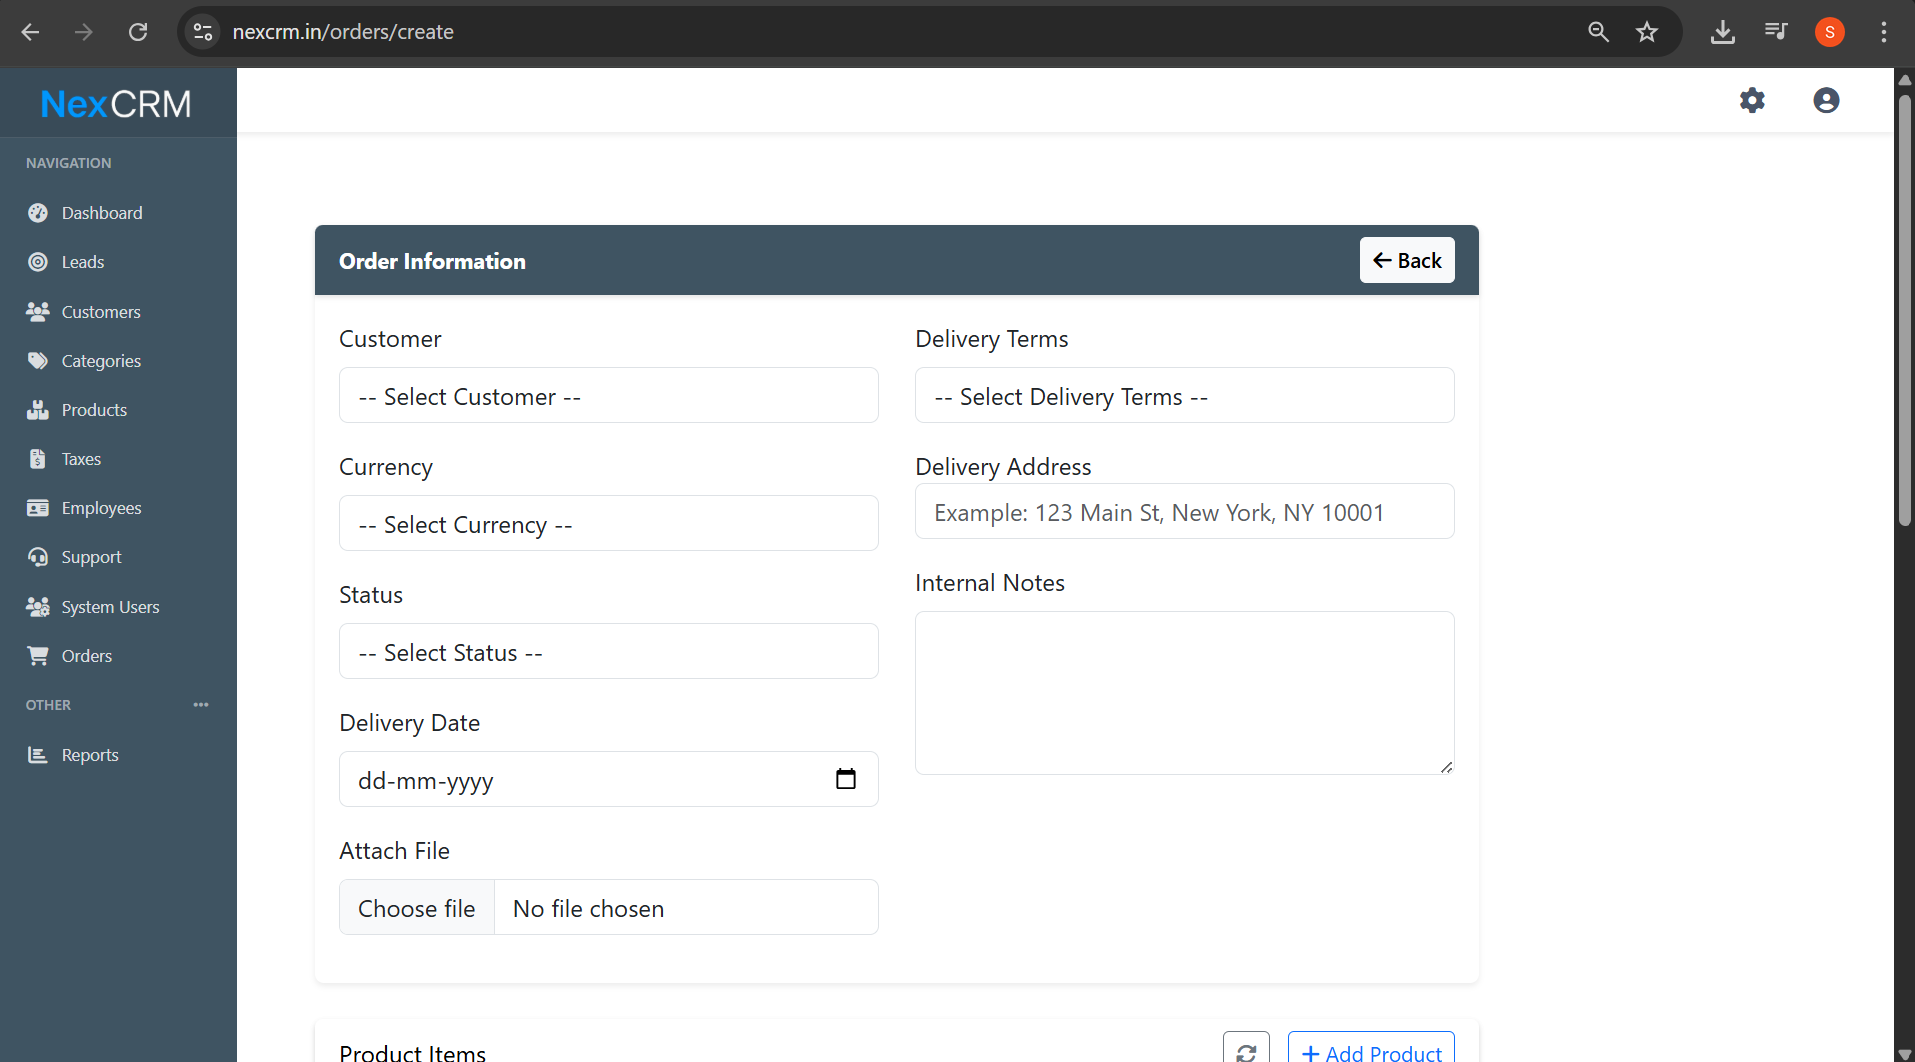 nexcrm.in/orders/create
S
NexCRM
NAVIGATION
Dashboard
Leads
Customers
Categories
Products
Taxes
Employees
Support
System Users
Orders
OTHER
Reports
Order Information
Back
Customer
-- Select Customer --
Currency
-- Select Currency --
Status
-- Select Status --
Delivery Date
dd-mm-yyyy
Attach File
Choose file No file chosen
Delivery Terms
-- Select Delivery Terms --
Delivery Address
Example: 123 Main St, New York, NY 10001
Internal Notes
Product Items
+ Add Product